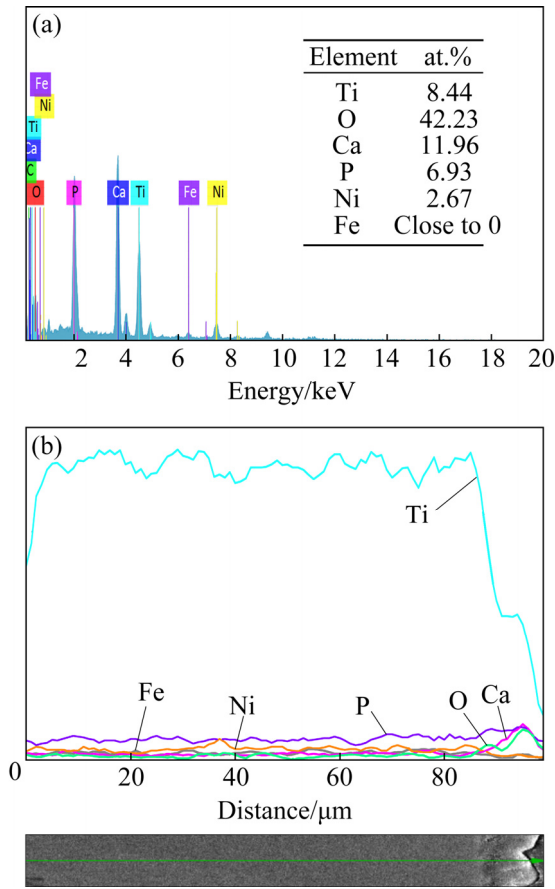 (a)
Element at.%
Ti 8.44
O 42.23
Ca 11.96
P 6.93
Ni 2.67
Fe Close to 0
Fe
Ni
Ti
Ca
C
O P Ca Ti Fe Ni
2 4 6 8 10 12 14 16 18 20
Energy/keV
(b)
Ti
Fe Ni P O Ca
0 20 40 60 80
Distance/μm